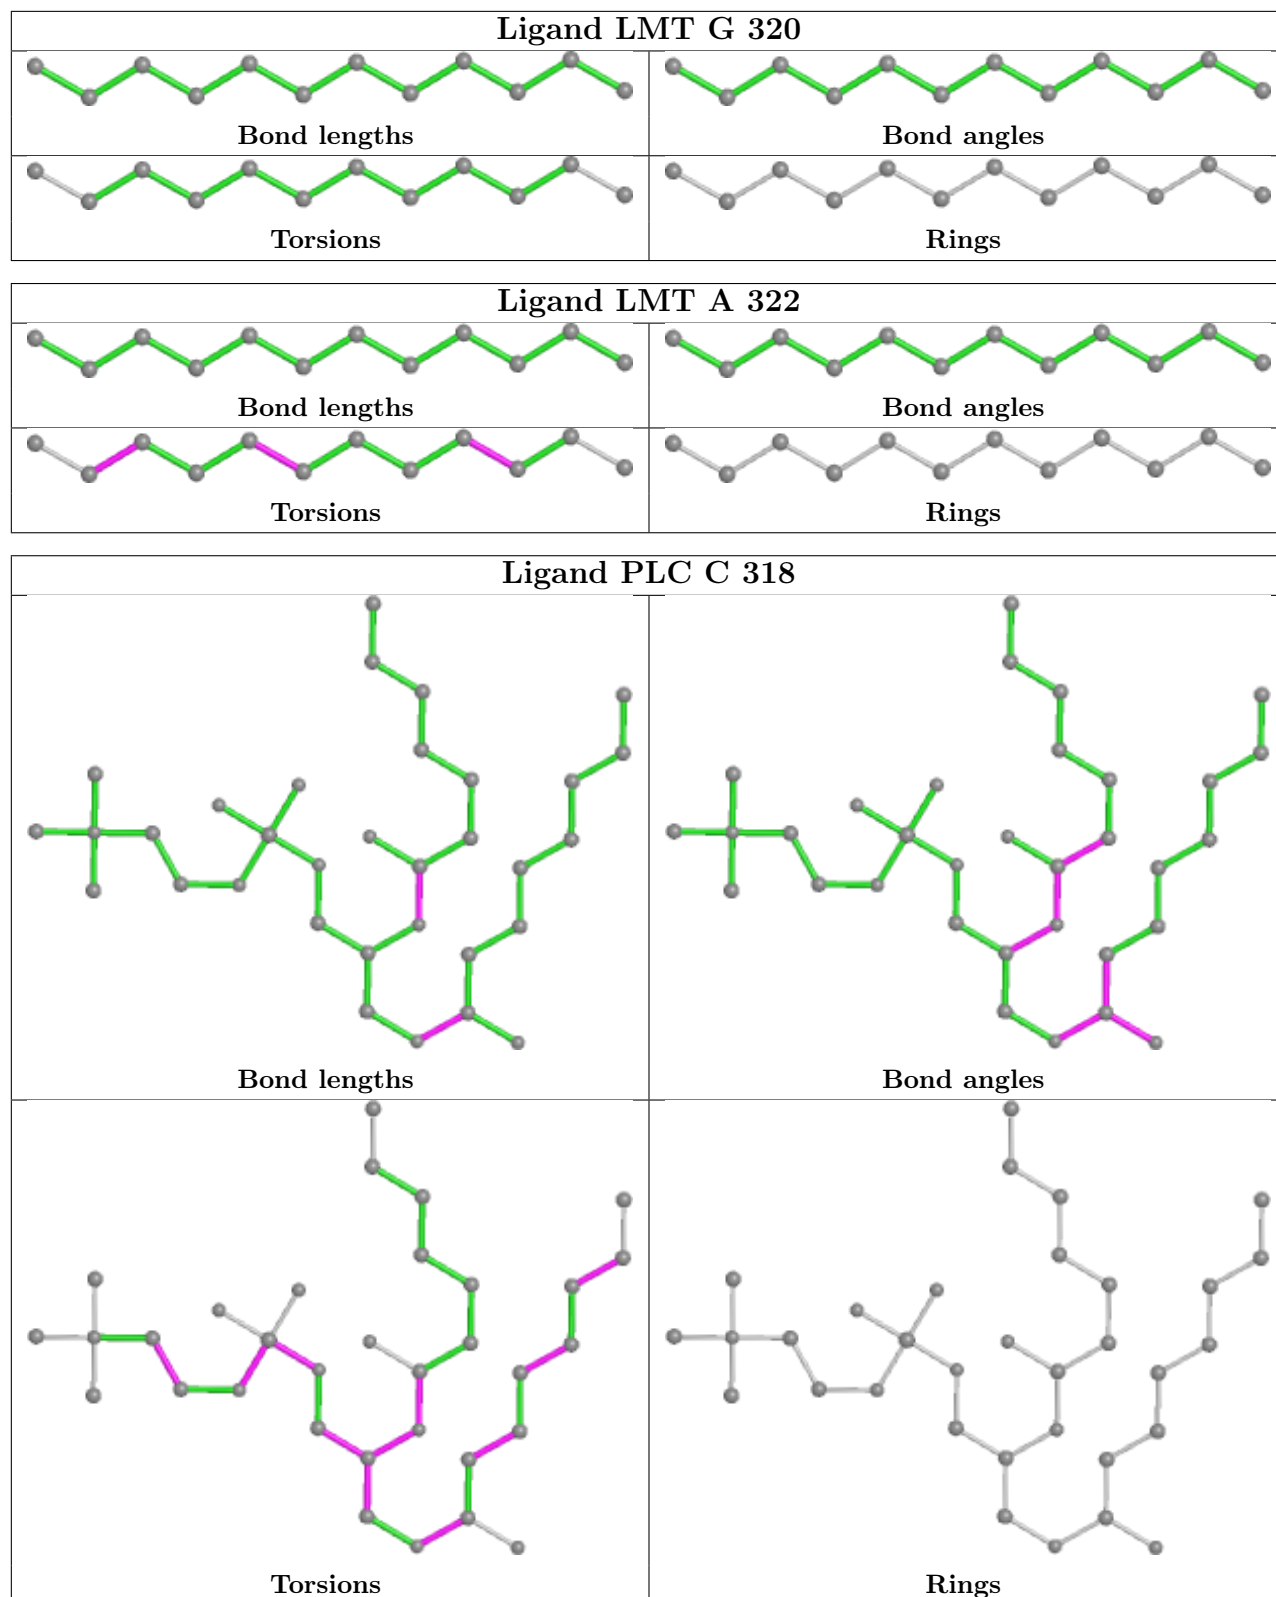 Ligand LMT G 320
Bond lengths
Bond angles
Torsions
Rings
Ligand LMT A 322
Bond lengths
Bond angles
Torsions
Rings
Ligand PLC C 318
Bond lengths
Bond angles
Torsions
Rings